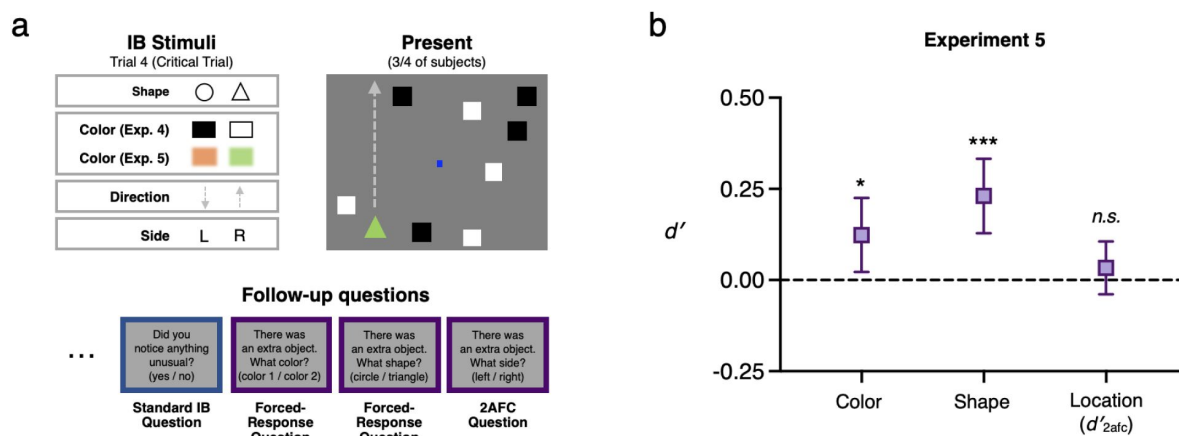 a
IB Stimuli
Trial 4 (Critical Trial)
Shape
Color (Exp. 4)
Color (Exp. 5)
Direction
Side L R
Present
(3/4 of subjects)
Follow-up questions
...
Did you
notice anything
unusual?
(yes / no)
Standard IB
Question
There was
an extra object.
What color?
(color 1 / color 2)
Forced-
Response
Question
There was
an extra object.
What shape?
(circle / triangle)
Forced-
Response
Question
There was
an extra object.
What side?
(left / right)
2AFC
Question
b
Experiment 5
d′
0.50
0.25
0.00
-0.25
*
***
n.s.
Color
Shape
Location
(d′2afc)